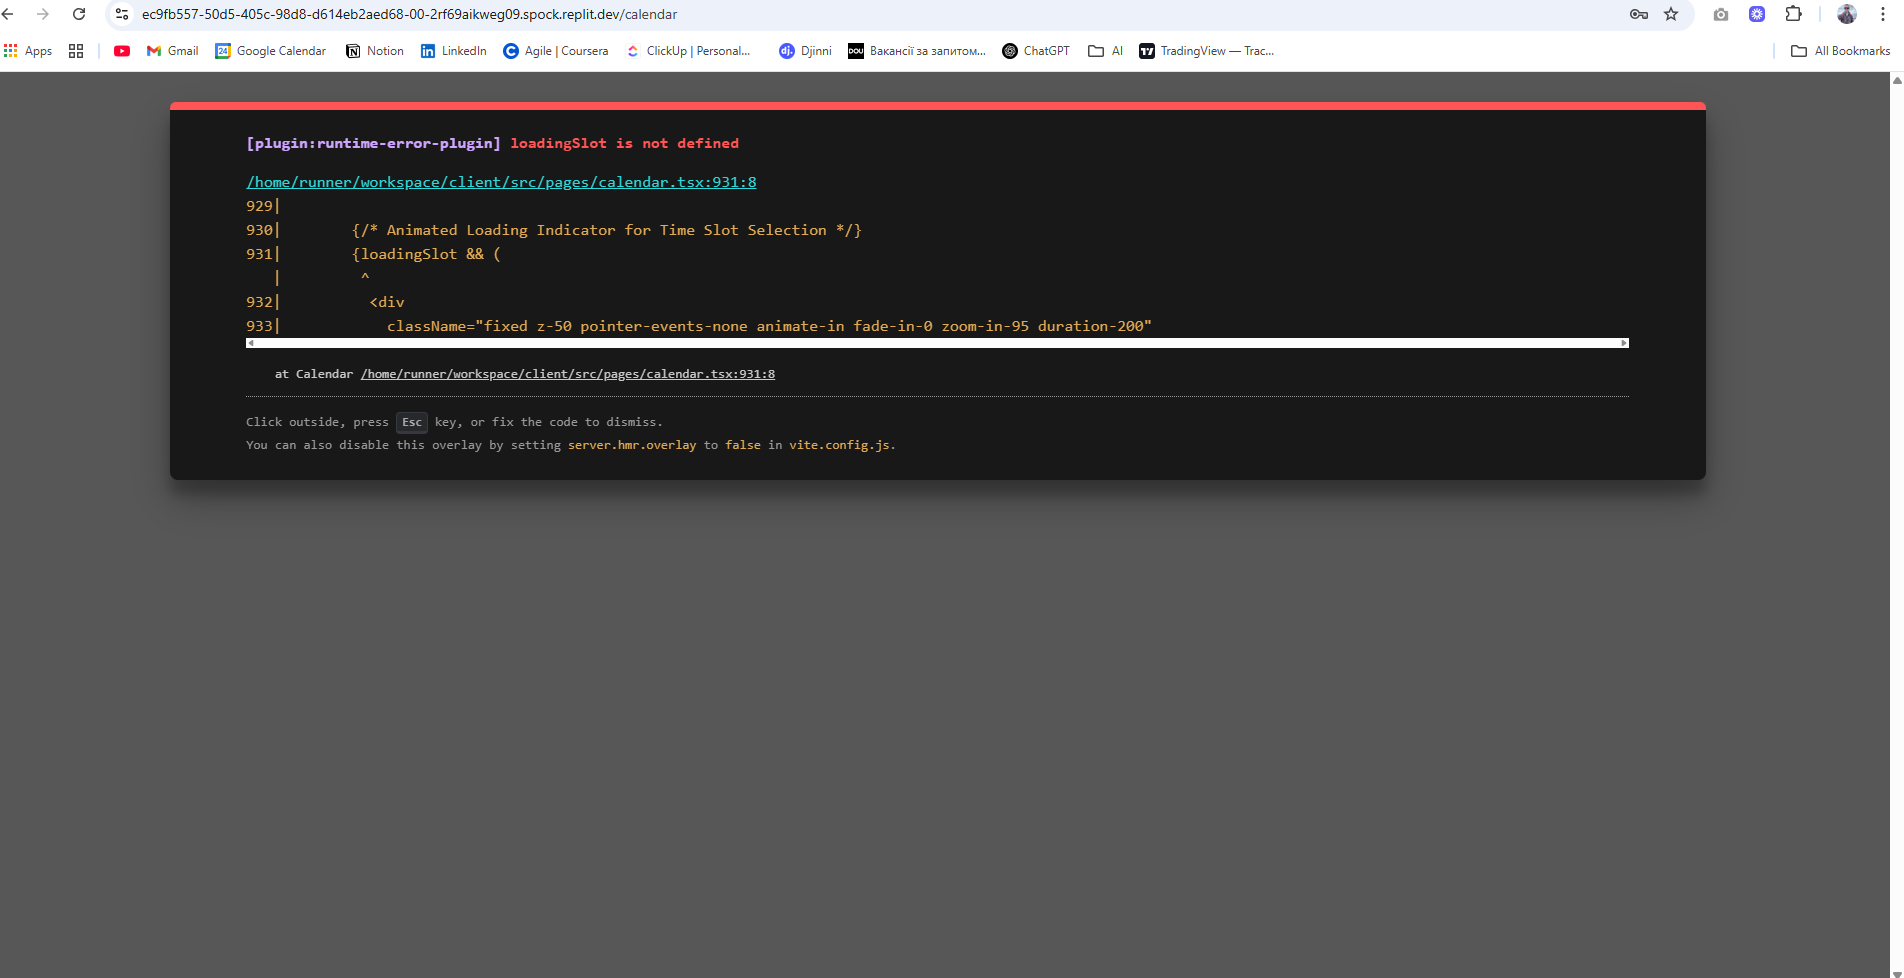 ec9fb557-50d5-405c-98d8-d614eb2aed68-00-2rf69aikweg09.spock.replit.dev/calendar
Apps Gmail 24 Google Calendar Notion LinkedIn Agile | Coursera ClickUp | Personal... dj. Djinni DOU Вакансії за запитом... ChatGPT AI TradingView — Trac... All Bookmarks
[plugin:runtime-error-plugin] loadingSlot is not defined
/home/runner/workspace/client/src/pages/calendar.tsx:931:8
929|
930| {/* Animated Loading Indicator for Time Slot Selection */}
931| {loadingSlot && (
| ^
932| <div
933| className="fixed z-50 pointer-events-none animate-in fade-in-0 zoom-in-95 duration-200"
at Calendar /home/runner/workspace/client/src/pages/calendar.tsx:931:8
Click outside, press Esc key, or fix the code to dismiss.
You can also disable this overlay by setting server.hmr.overlay to false in vite.config.js.